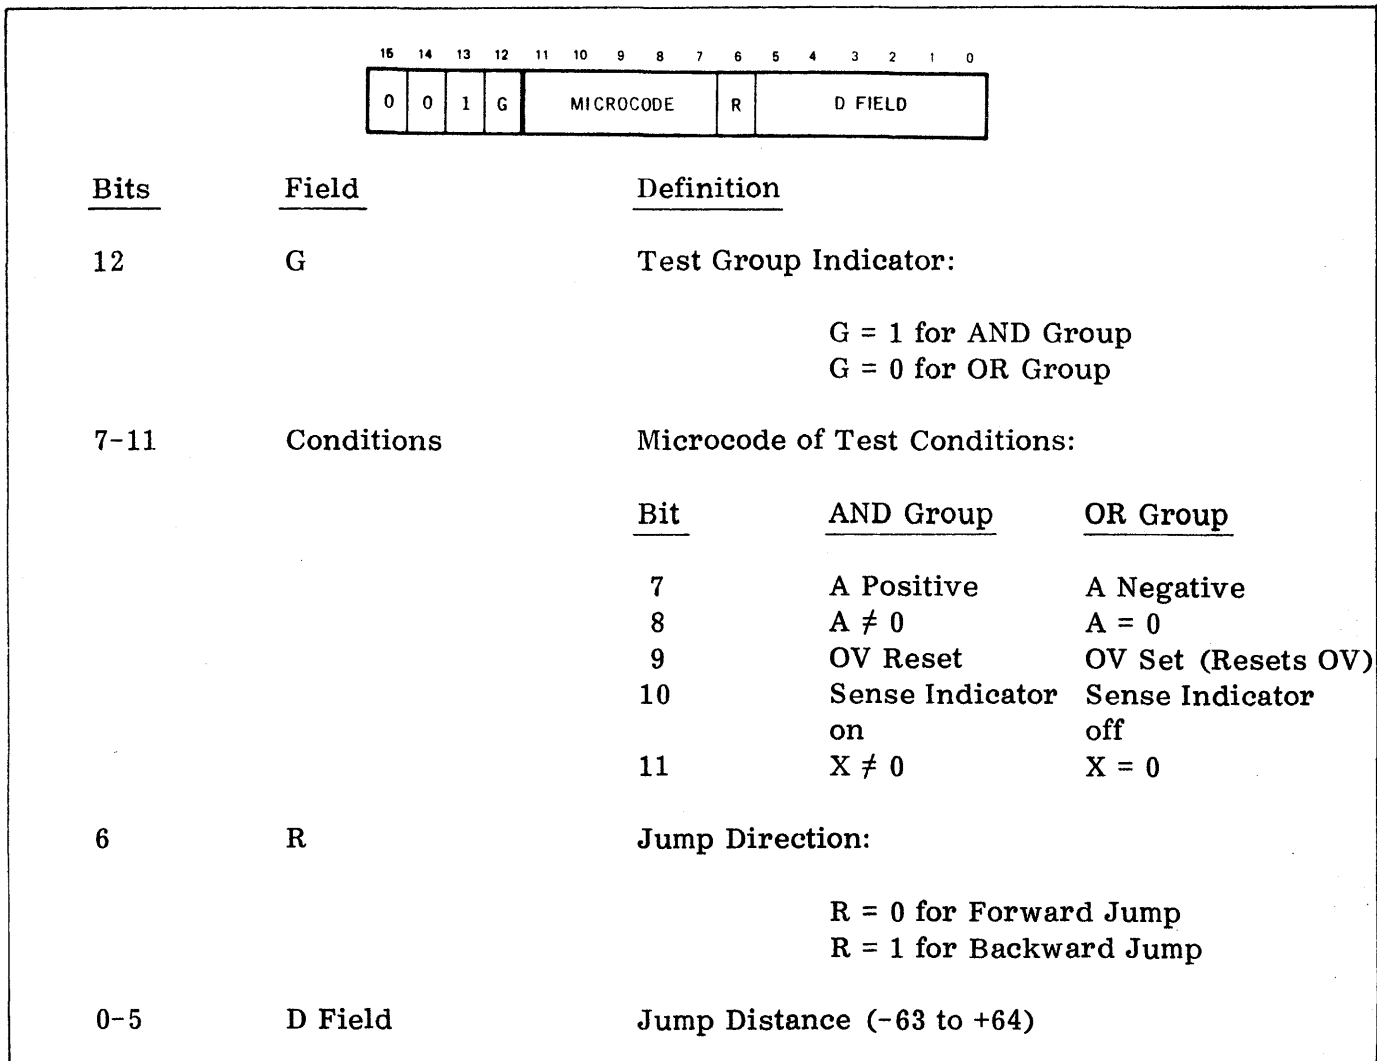 15 14 13 12 11 10 9 8 7 6 5 4 3 2 1 0
0 0 1 G MICROCODE R D FIELD
Bits Field Definition
12 G Test Group Indicator:
G = 1 for AND Group
G = 0 for OR Group
7-11 Conditions Microcode of Test Conditions:
Bit AND Group OR Group
7 A Positive A Negative
8 A ≠ 0 A = 0
9 OV Reset OV Set (Resets OV)
10 Sense Indicator Sense Indicator
on off
11 X ≠ 0 X = 0
6 R Jump Direction:
R = 0 for Forward Jump
R = 1 for Backward Jump
0-5 D Field Jump Distance (-63 to +64)